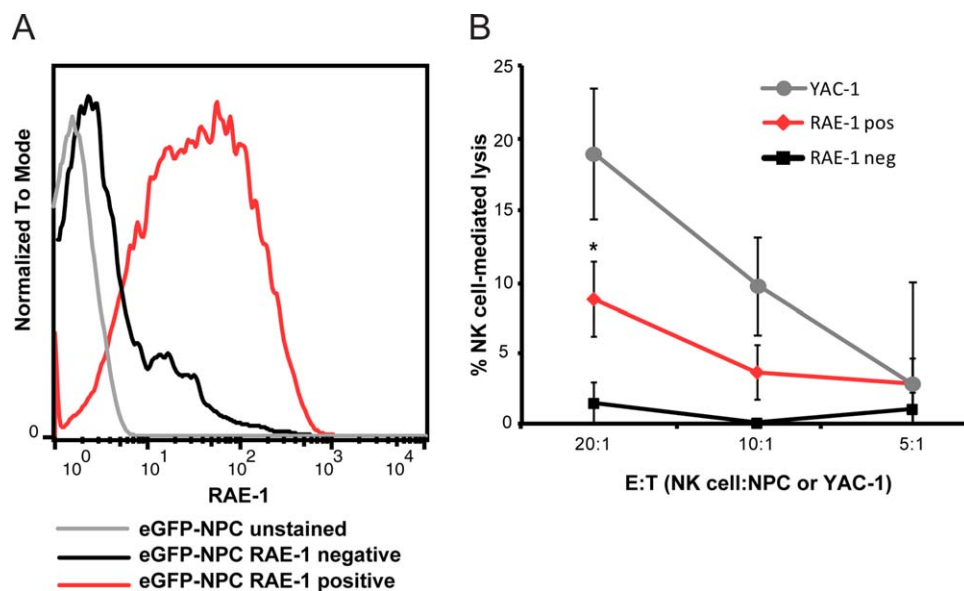 A
Normalized To Mode
0
10^0 10^1 10^2 10^3 10^4
RAE-1
eGFP-NPC unstained
eGFP-NPC RAE-1 negative
eGFP-NPC RAE-1 positive
B
% NK cell-mediated lysis
25
20
15
10
5
0
YAC-1
RAE-1 pos
RAE-1 neg
*
20:1 10:1 5:1
E:T (NK cell:NPC or YAC-1)